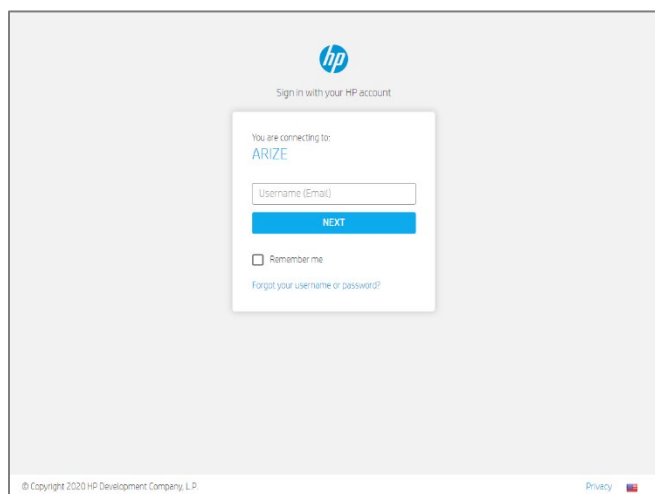 hp
Sign in with your HP account
You are connecting to:
ARIZE
Username (Email)
NEXT
Remember me
Forgot your username or password?
© Copyright 2020 HP Development Company, L.P.
Privacy